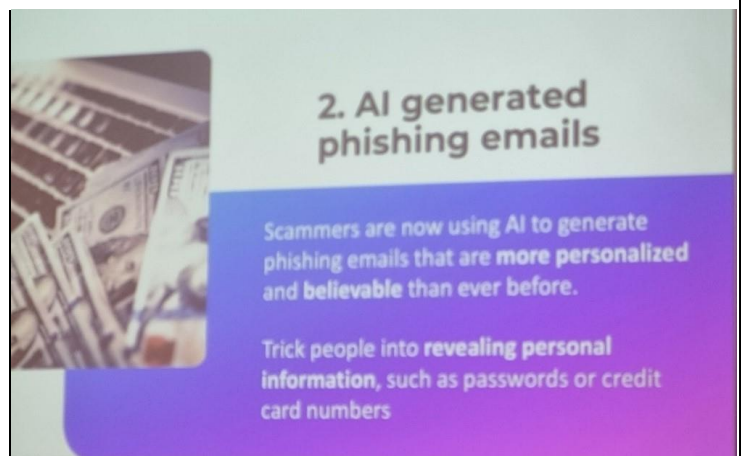 2. AI generated
phishing emails
Scammers are now using AI to generate
phishing emails that are more personalized
and believable than ever before.
Trick people into revealing personal
information, such as passwords or credit
card numbers